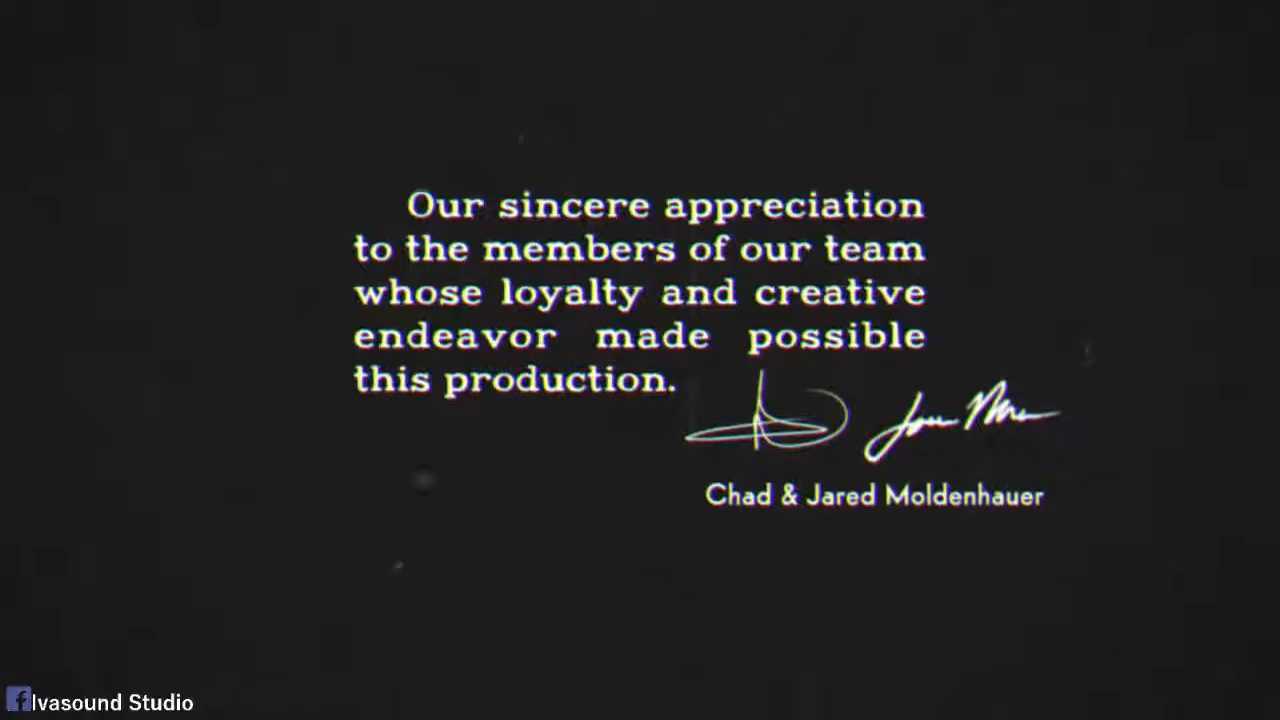 Our sincere appreciation
to the members of our team
whose loyalty and creative
endeavor made possible
this production.
Chad & Jared Moldenhauer
f Ivasound Studio